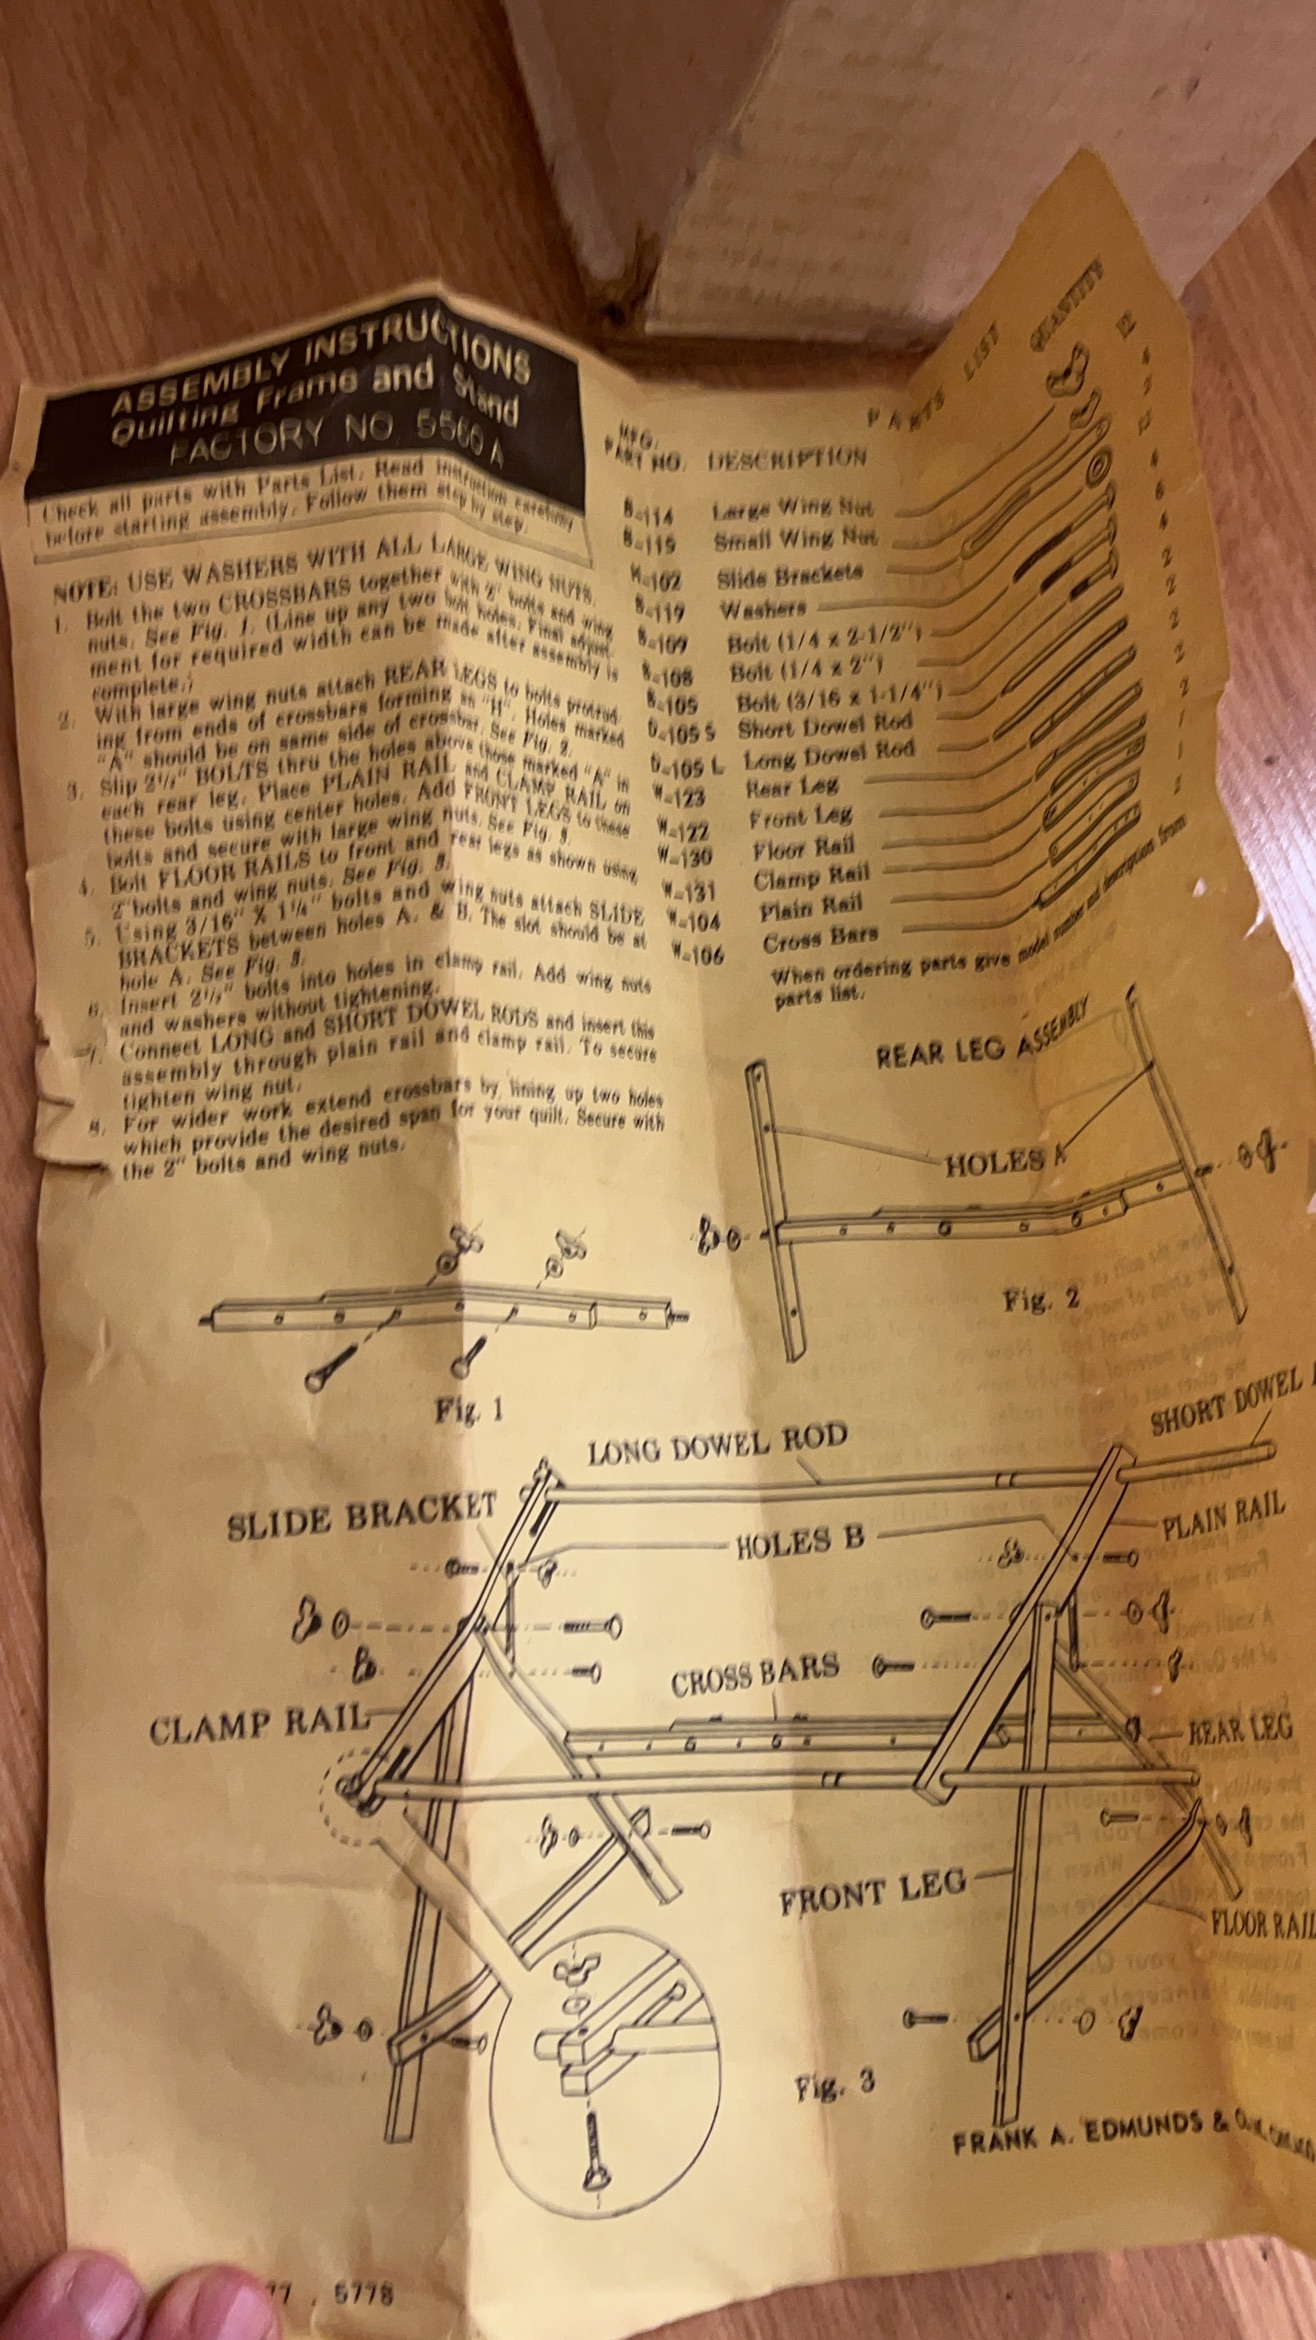 ASSEMBLY INSTRUCTIONS
Quilting Frame and Stand
FACTORY NO 5560 A
Check all parts with Parts List. Read instruction carefully
before starting assembly. Follow them step by step.
NOTE: USE WASHERS WITH ALL LARGE WING NUTS.
1. Bolt the two CROSSBARS together with 2" bolts and wing
nuts. See Fig. 1. (Line up any two bolt holes. Final adjust-
ment for required width can be made after assembly is
complete.)
2. With large wing nuts attach REAR LEGS to bolts protrud-
ing from ends of crossbars forming an "H". Holes marked
"A" should be on same side of crossbar. See Fig. 2.
3. Slip 2½" BOLTS thru the holes above those marked "A" in
each rear leg. Place PLAIN RAIL and CLAMP RAIL on
these bolts using center holes. Add FRONT LEGS to these
bolts and secure with large wing nuts. See Fig. 3.
4. Bolt FLOOR RAILS to front and rear legs as shown using
2" bolts and wing nuts. See Fig. 3.
5. Using 3/16" X 1¼" bolts and wing nuts attach SLIDE
BRACKETS between holes A. & B. The slot should be at
hole A. See Fig. 3.
6. Insert 2½" bolts into holes in clamp rail. Add wing nuts
and washers without tightening.
7. Connect LONG and SHORT DOWEL RODS and insert this
assembly through plain rail and clamp rail. To secure
tighten wing nut.
8. For wider work extend crossbars by lining up two holes
which provide the desired span for your quilt. Secure with
the 2" bolts and wing nuts.
PARTS LIST
MFG.
PART NO. DESCRIPTION QUANTITY
B-114 Large Wing Nut 12
B-115 Small Wing Nut 4
M-102 Slide Brackets 2
B-119 Washers 12
B-109 Bolt (1/4 x 2-1/2") 4
B-108 Bolt (1/4 x 2") 6
B-105 Bolt (3/16 x 1-1/4") 4
D-105 S Short Dowel Rod 2
D-105 L Long Dowel Rod 2
W-123 Rear Leg 2
W-122 Front Leg 2
W-130 Floor Rail 2
W-131 Clamp Rail 1
W-104 Plain Rail 1
W-106 Cross Bars
When ordering parts give model number and description from
parts list.
REAR LEG ASSEMBLY
HOLES A
Fig. 2
Fig. 1
LONG DOWEL ROD
SHORT DOWEL
SLIDE BRACKET
HOLES B
PLAIN RAIL
CROSS BARS
CLAMP RAIL
REAR LEG
FRONT LEG
FLOOR RAIL
Fig. 3
FRANK A. EDMUNDS &
77 , 5778